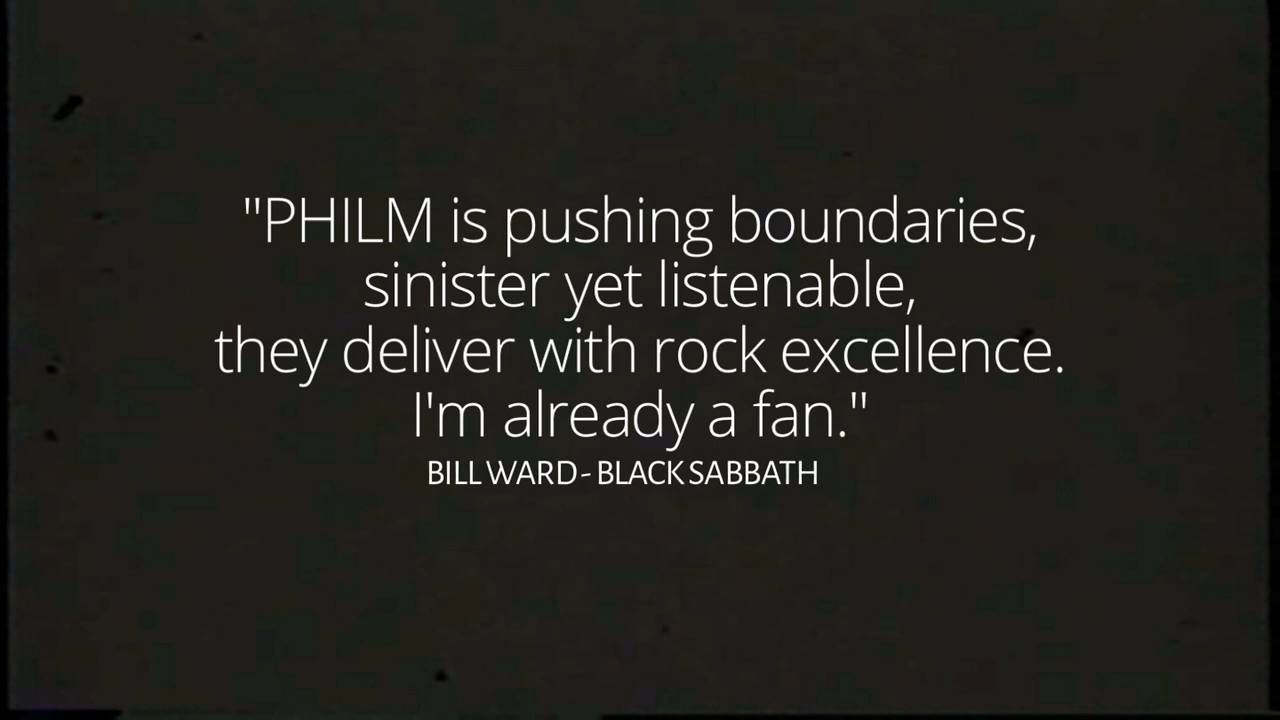 "PHILM is pushing boundaries,
sinister yet listenable,
they deliver with rock excellence.
I'm already a fan."
BILL WARD - BLACK SABBATH